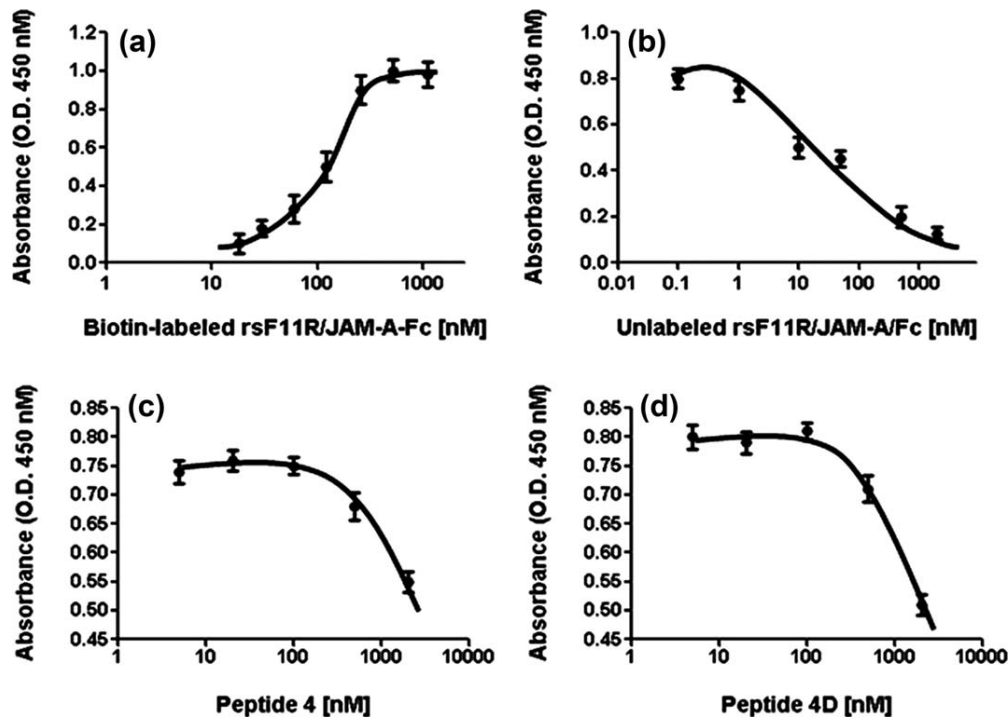 (a)
Absorbance (O.D. 450 nM)
1.2
1.0
0.8
0.6
0.4
0.2
0.0
1 10 100 1000
Biotin-labeled rsF11R/JAM-A-Fc [nM]
(b)
Absorbance (O.D. 450 nM)
1.0
0.8
0.6
0.4
0.2
0.0
0.01 0.1 1 10 100 1000
Unlabeled rsF11R/JAM-A/Fc [nM]
(c)
Absorbance (O.D. 450 nM)
0.85
0.80
0.75
0.70
0.65
0.60
0.55
0.50
0.45
1 10 100 1000 10000
Peptide 4 [nM]
(d)
Absorbance (O.D. 450 nM)
0.85
0.80
0.75
0.70
0.65
0.60
0.55
0.50
0.45
1 10 100 1000 10000
Peptide 4D [nM]